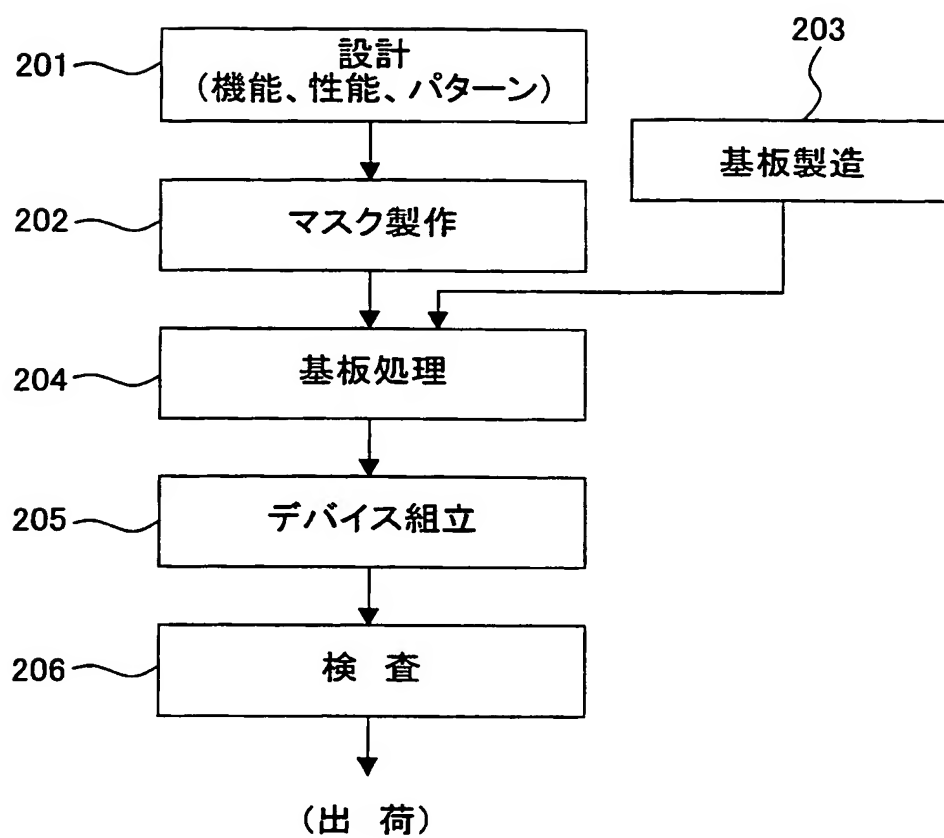 201
設計
(機能、性能、パターン)
203
基板製造
202
マスク製作
204
基板処理
205
デバイス組立
206
検 査
(出 荷)